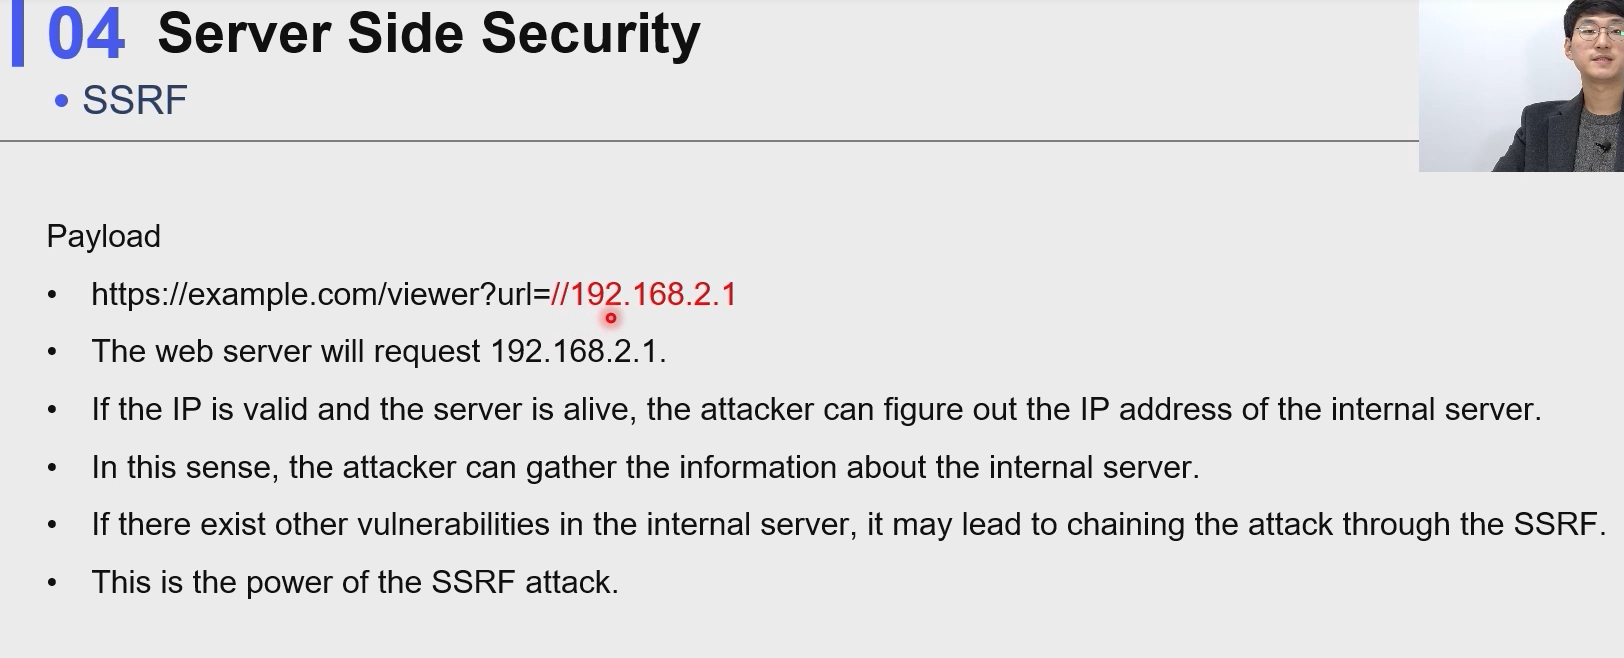 04 Server Side Security
• SSRF
Payload
• https://example.com/viewer?url=//192.168.2.1
• The web server will request 192.168.2.1.
• If the IP is valid and the server is alive, the attacker can figure out the IP address of the internal server.
• In this sense, the attacker can gather the information about the internal server.
• If there exist other vulnerabilities in the internal server, it may lead to chaining the attack through the SSRF.
• This is the power of the SSRF attack.